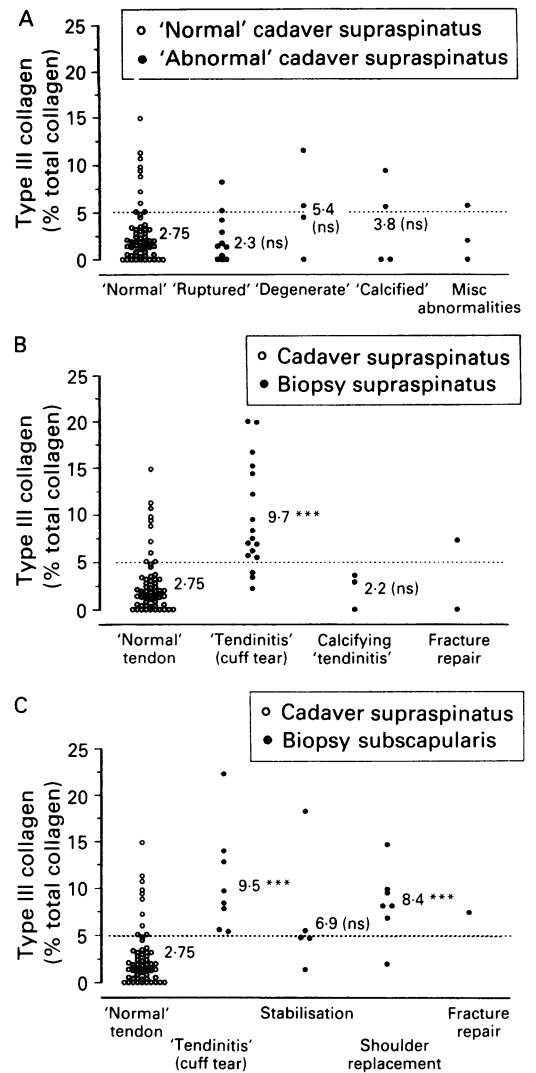 A
'Normal' cadaver supraspinatus
'Abnormal' cadaver supraspinatus
Type III collagen
(% total collagen)
25
20
15
10
5
0
2·75
2·3 (ns)
5·4
(ns)
3·8 (ns)
'Normal' 'Ruptured' 'Degenerate' 'Calcified' Misc
abnormalities
B
Cadaver supraspinatus
Biopsy supraspinatus
Type III collagen
(% total collagen)
25
20
15
10
5
0
2·75
9·7 ***
2·2 (ns)
'Normal' 'Tendinitis' Calcifying Fracture
tendon (cuff tear) 'tendinitis' repair
C
Cadaver supraspinatus
Biopsy subscapularis
Type III collagen
(% total collagen)
25
20
15
10
5
0
2·75
9·5 ***
6·9 (ns)
8·4 ***
'Normal' Stabilisation Fracture
tendon repair
'Tendinitis' Shoulder
(cuff tear) replacement